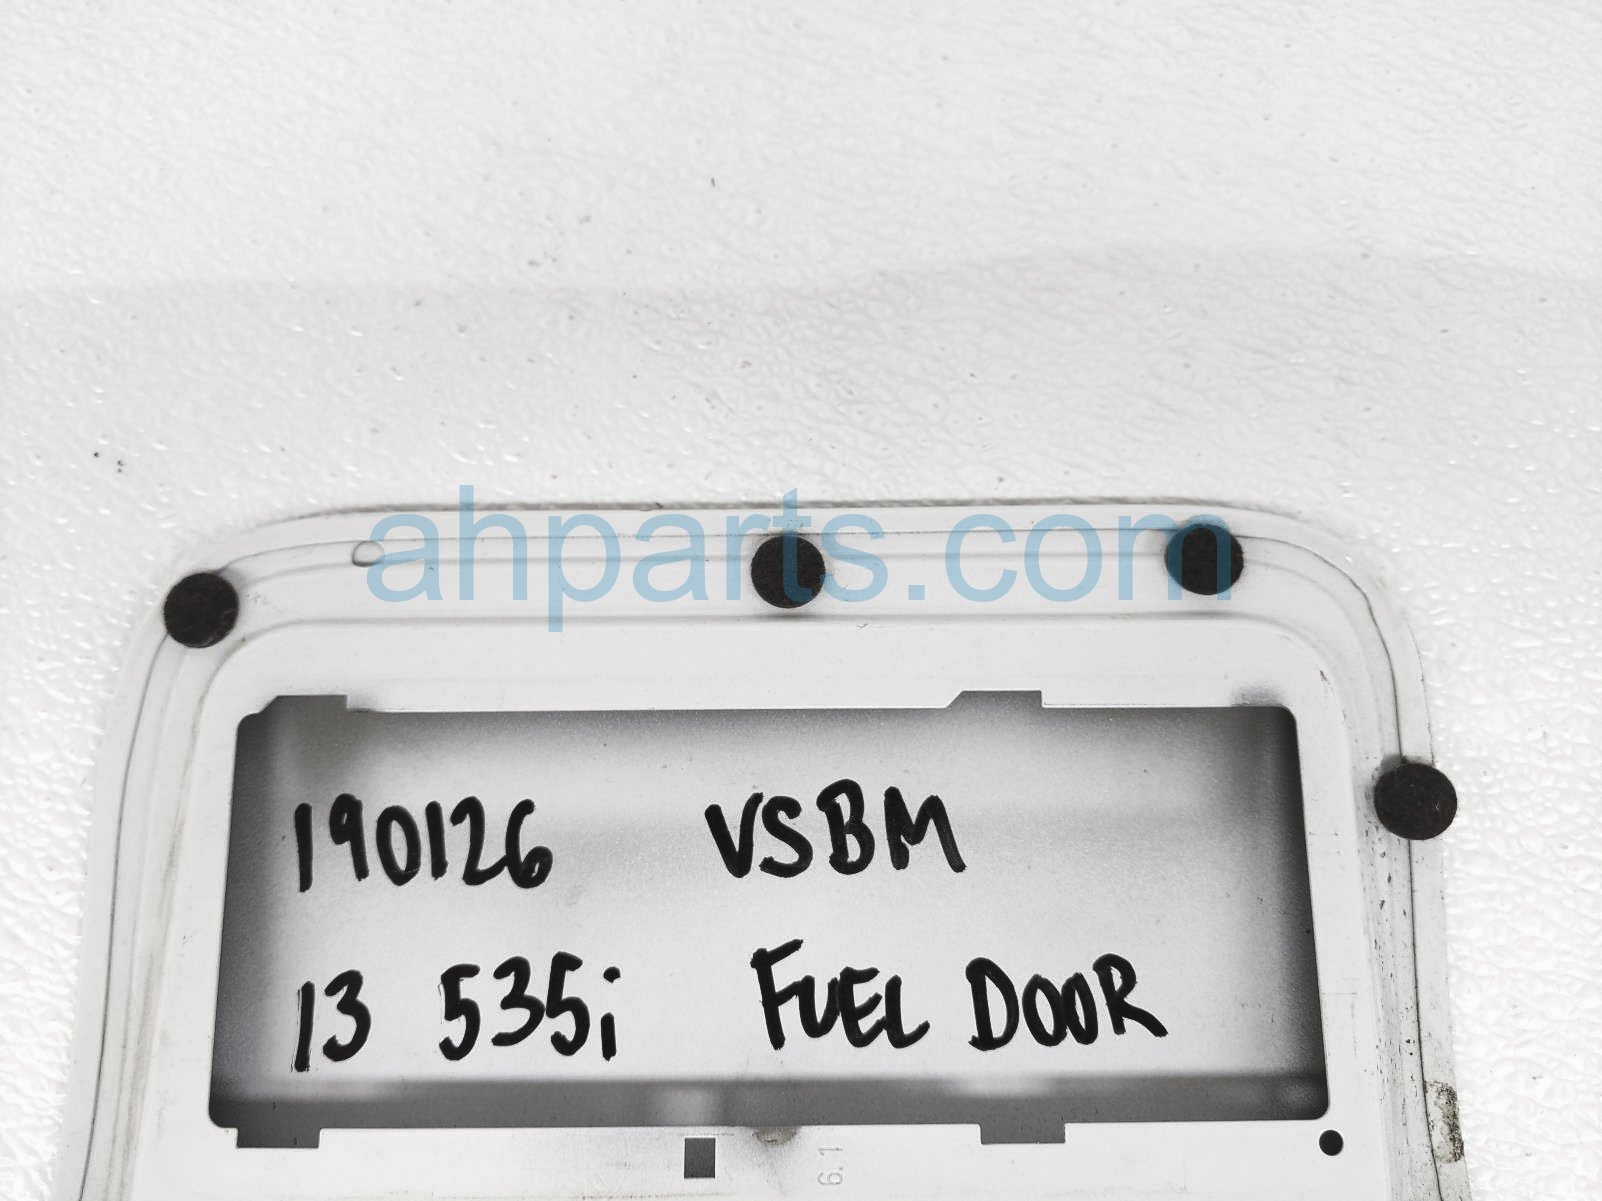 ahparts.com
190126 VSBM
13 535i FUEL DOOR
6.1